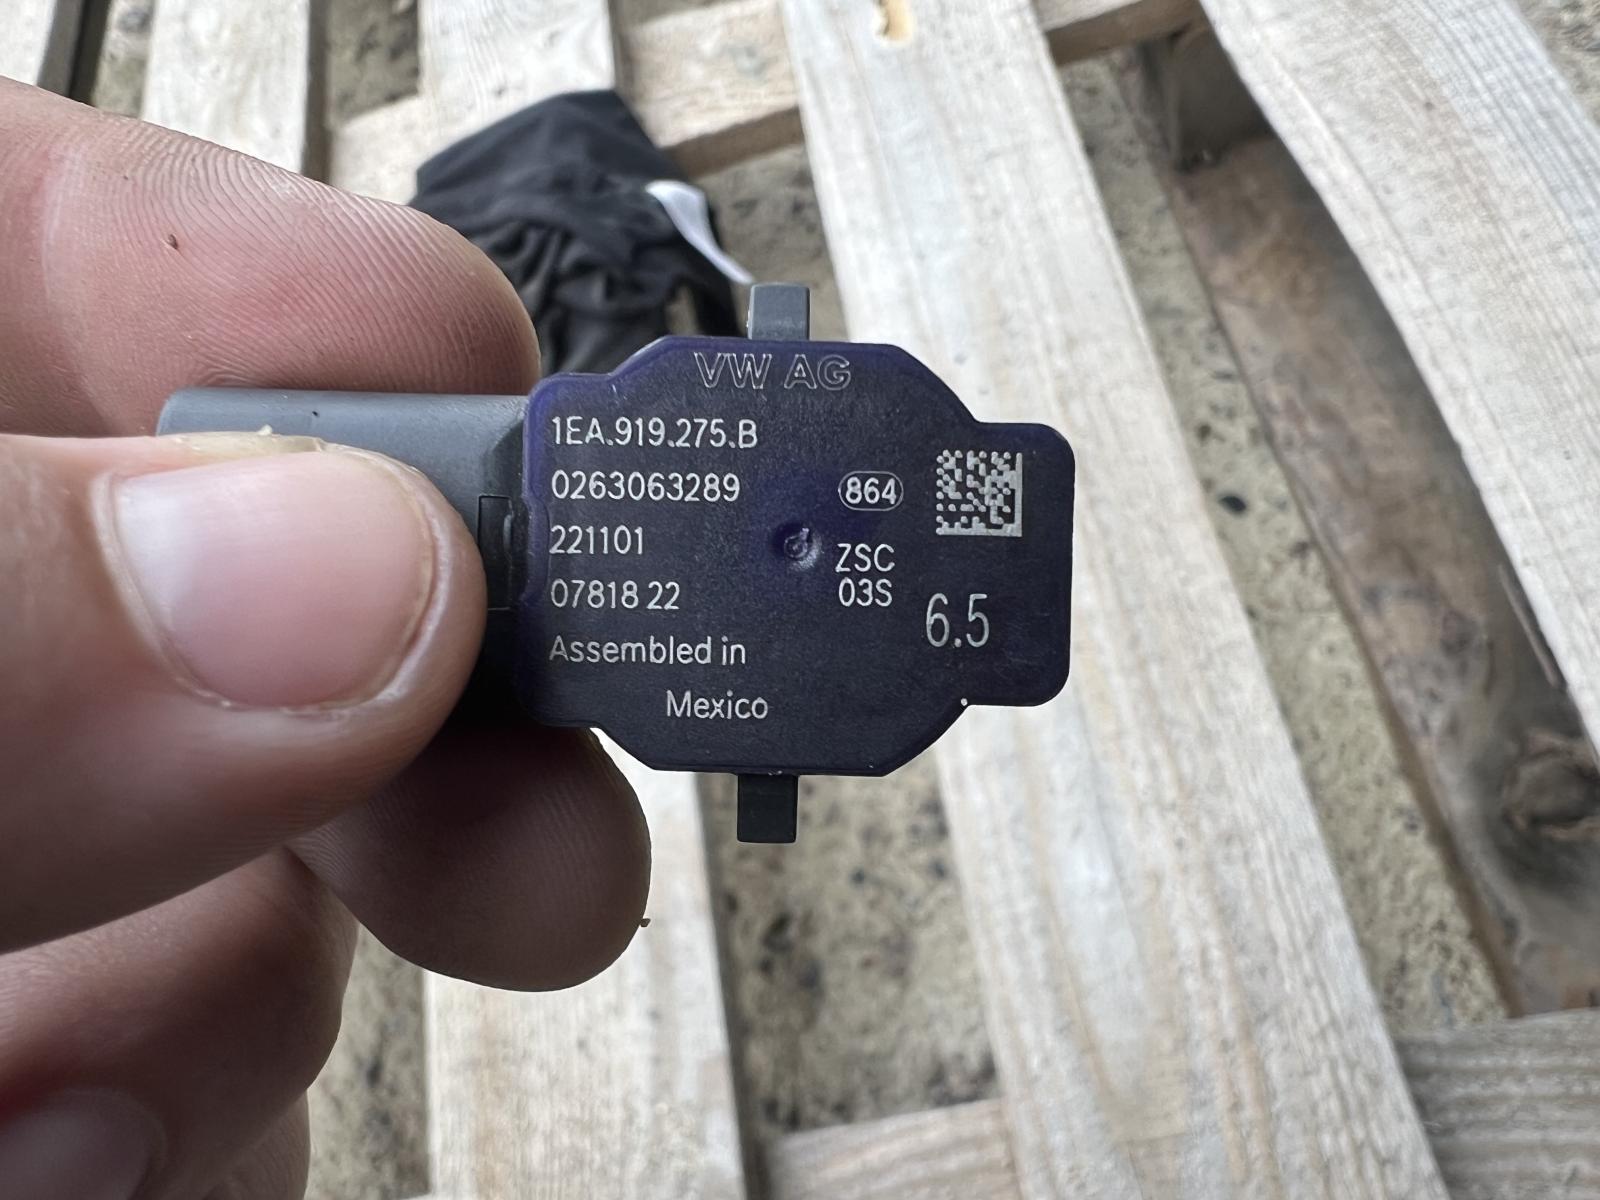 VW AG
1EA.919.275.B
0263063289
864
221101
ZSC
03S
07818 22
6.5
Assembled in
Mexico